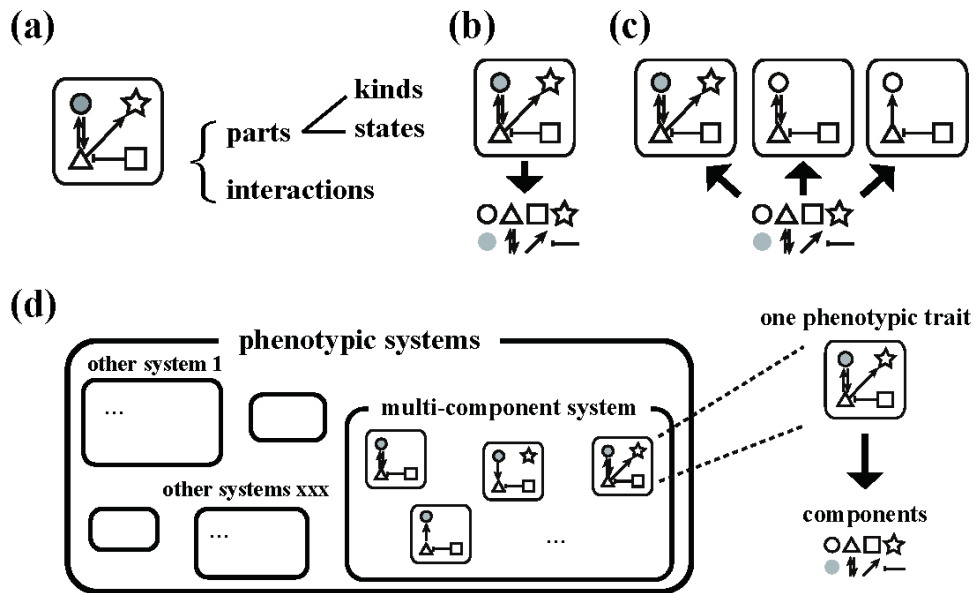 (a)
(b)
(c)
kinds
parts
states
interactions
(d)
one phenotypic trait
phenotypic systems
other system 1
...
multi-component system
other systems xxx
...
...
components